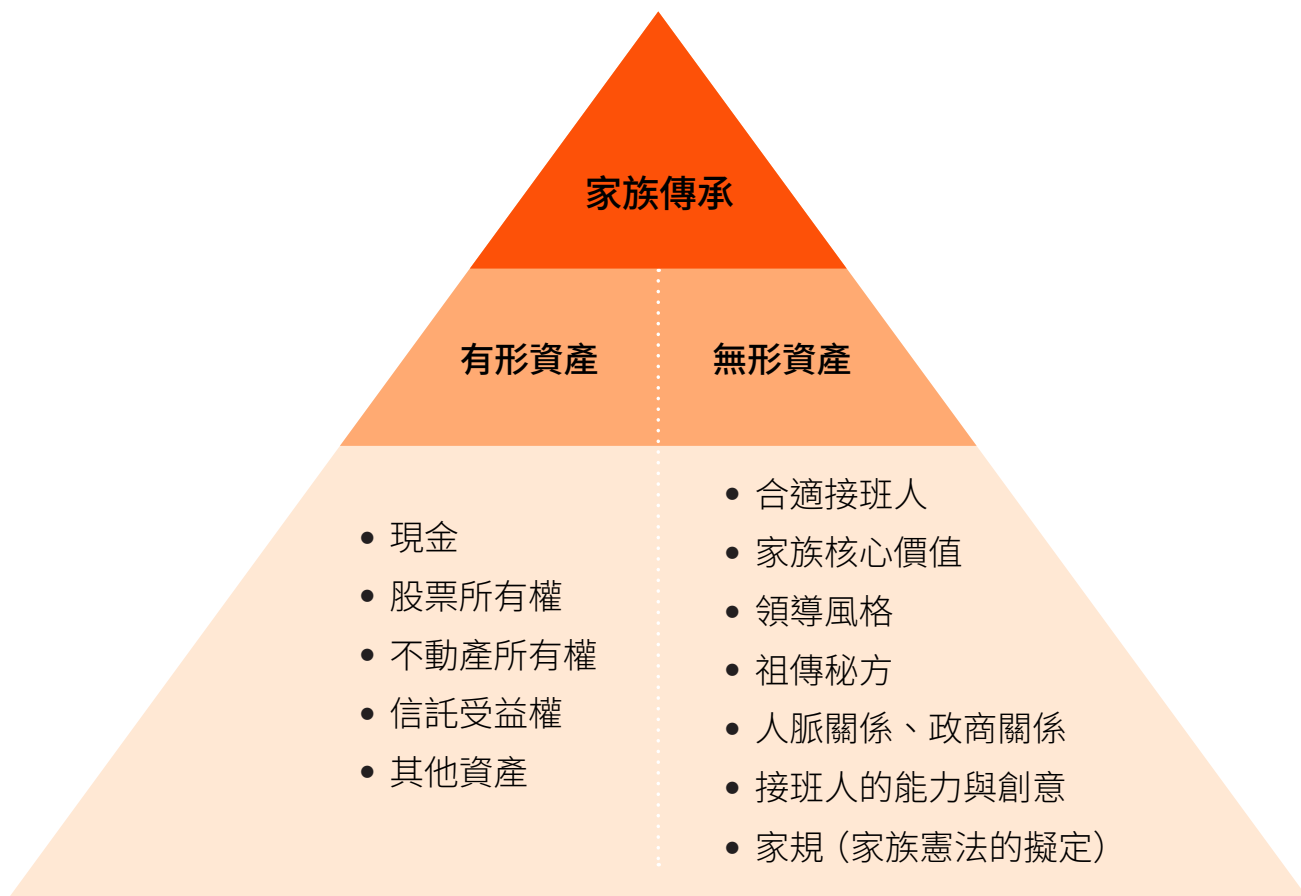 家族傳承
有形資產
無形資產
• 現金
• 股票所有權
• 不動產所有權
• 信託受益權
• 其他資產
• 合適接班人
• 家族核心價值
• 領導風格
• 祖傳秘方
• 人脈關係、政商關係
• 接班人的能力與創意
• 家規（家族憲法的擬定）